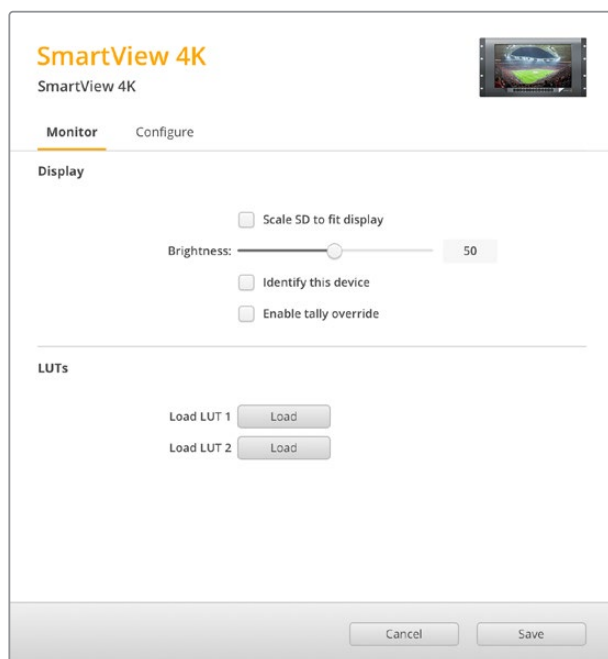 SmartView 4K
SmartView 4K
Monitor Configure
Display
Scale SD to fit display
Brightness: 50
Identify this device
Enable tally override
LUTs
Load LUT 1 Load
Load LUT 2 Load
Cancel Save